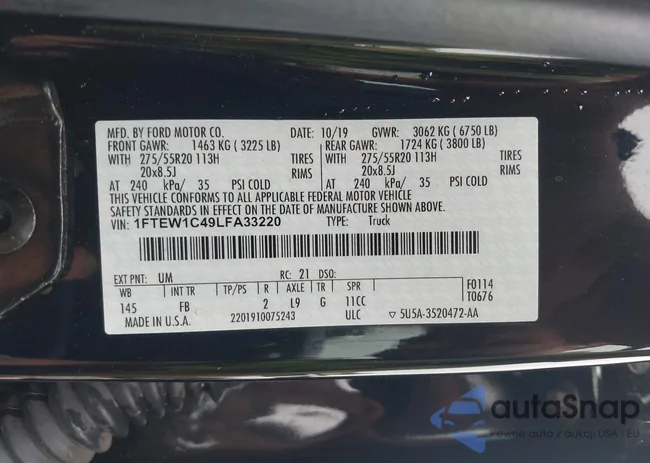 MFD. BY FORD MOTOR CO. DATE: 10/19 GVWR: 3062 KG ( 6750 LB)
FRONT GAWR: 1463 KG ( 3225 LB) REAR GAWR: 1724 KG ( 3800 LB)
WITH 275/55R20 113H TIRES WITH 275/55R20 113H TIRES
20x8.5J RIMS 20x8.5J RIMS
AT 240 kPa/ 35 PSI COLD AT 240 kPa/ 35 PSI COLD
THIS VEHICLE CONFORMS TO ALL APPLICABLE FEDERAL MOTOR VEHICLE
SAFETY STANDARDS IN EFFECT ON THE DATE OF MANUFACTURE SHOWN ABOVE.
VIN: 1FTEW1C49LFA33220 TYPE: Truck
EXT PNT: UM RC: 21 DSO: F0114
WB INT TR TP/PS R AXLE TR SPR T0676
145 FB 2 L9 G 11CC
MADE IN U.S.A. 2201910075243 ULC ▽ 5U5A-3520472-AA
autoSnap
Pewne auto z aukcji USA - EU